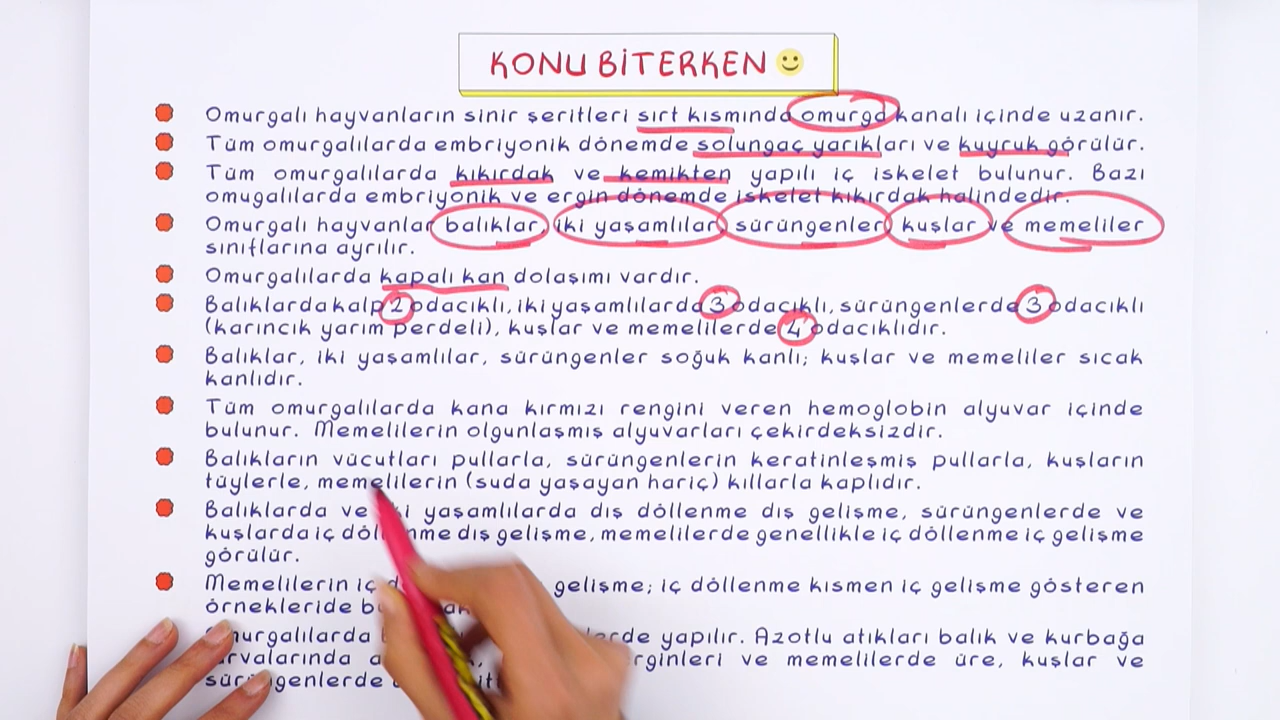 KONU BİTERKEN
Omurgalı hayvanların sinir şeritleri sırt kısmında omurga kanalı içinde uzanır.
Tüm omurgalılarda embriyonik dönemde solungaç yarıkları ve kuyruk görülür.
Tüm omurgalılarda kıkırdak ve kemikten yapılı iç iskelet bulunur. Bazı
omugalılarda embriyonik ve ergin dönemde iskelet kıkırdak halindedir.
Omurgalı hayvanlar balıklar, iki yaşamlılar, sürüngenler, kuşlar ve memeliler
sınıflarına ayrılır.
Omurgalılarda kapalı kan dolaşımı vardır.
Balıklarda kalp 2 odacıklı, iki yaşamlılarda 3 odacıklı, sürüngenlerde 3 odacıklı
(karıncık yarım perdeli), kuşlar ve memelilerde 4 odacıklıdır.
Balıklar, iki yaşamlılar, sürüngenler soğuk kanlı; kuşlar ve memeliler sıcak
kanlıdır.
Tüm omurgalılarda kana kırmızı rengini veren hemoglobin alyuvar içinde
bulunur. Memelilerin olgunlaşmış alyuvarları çekirdeksizdir.
Balıkların vücutları pullarla, sürüngenlerin keratinleşmiş pullarla, kuşların
tüylerle, memelilerin (suda yaşayan hariç) kıllarla kaplıdır.
Balıklarda ve iki yaşamlılarda dış döllenme dış gelişme, sürüngenlerde ve
kuşlarda iç döllenme dış gelişme, memelilerde genellikle iç döllenme iç gelişme
görülür.
Memelilerin iç gelişme; iç döllenme kısmen iç gelişme gösteren
örnekleride
Omurgalılarda yapılır. Azotlu atıkları balık ve kurbağa
erginleri ve memelilerde üre, kuşlar ve
sürüngenlerde